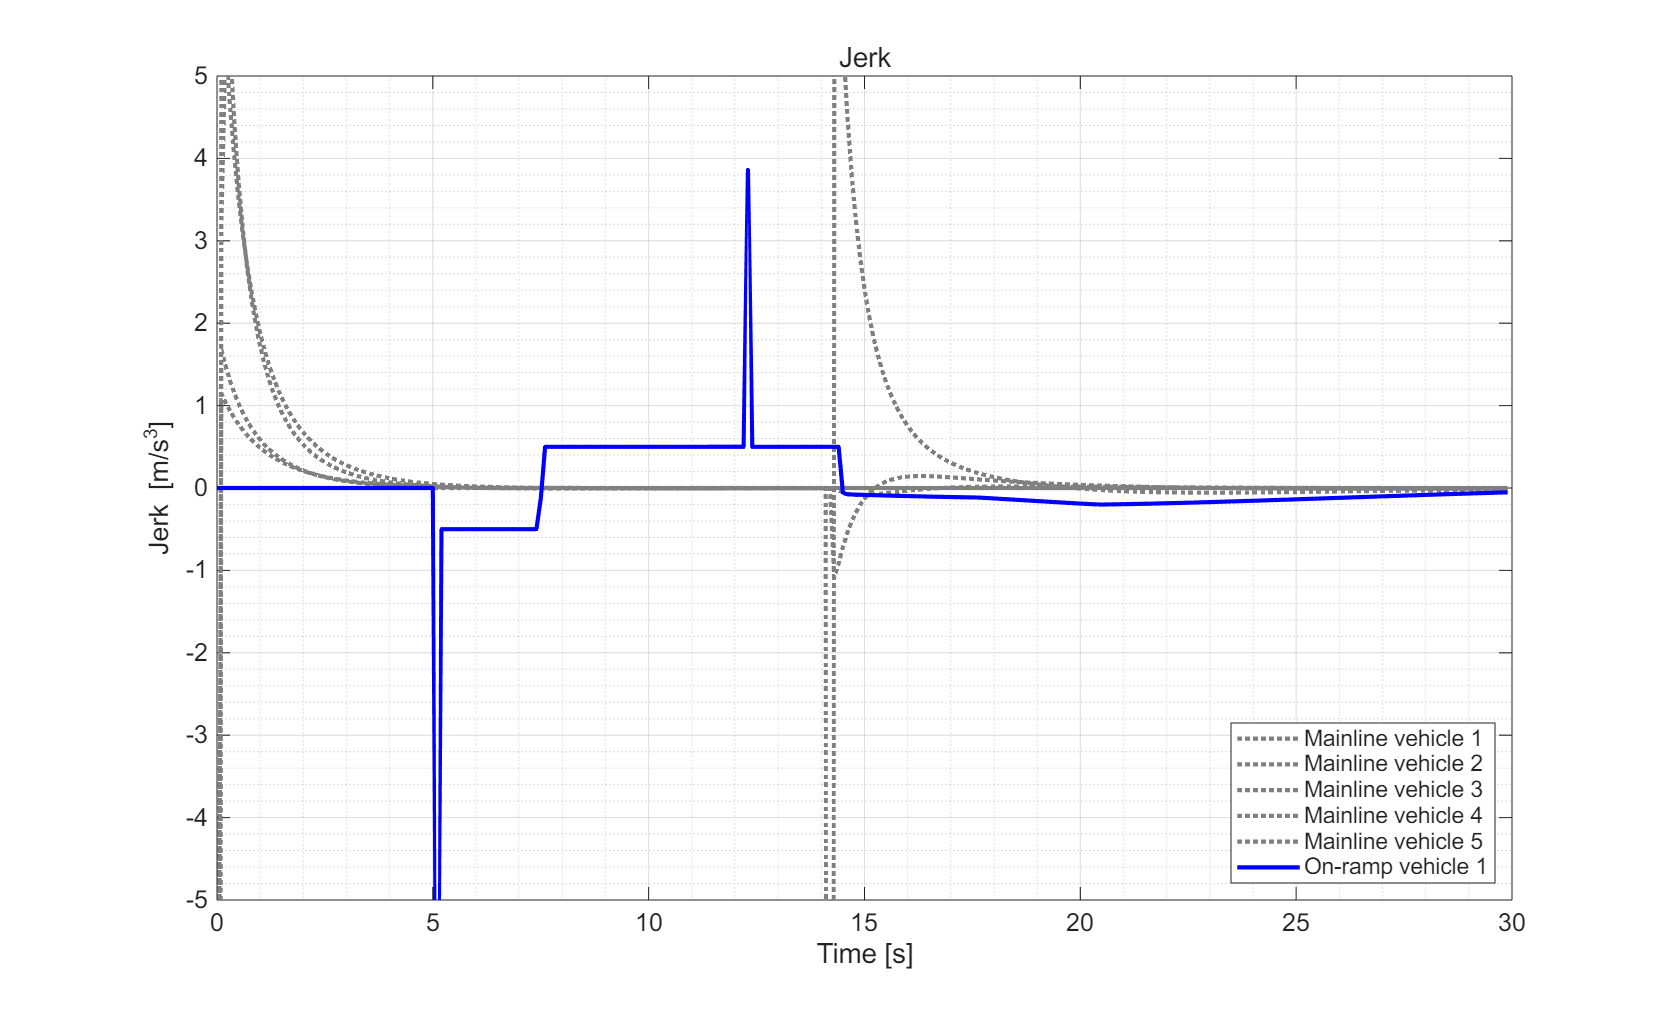 Jerk
5
4
3
2
1
0
-1
-2
-3
-4
-5
Jerk [m/s³]
0 5 10 15 20 25 30
Time [s]
Mainline vehicle 1
Mainline vehicle 2
Mainline vehicle 3
Mainline vehicle 4
Mainline vehicle 5
On-ramp vehicle 1